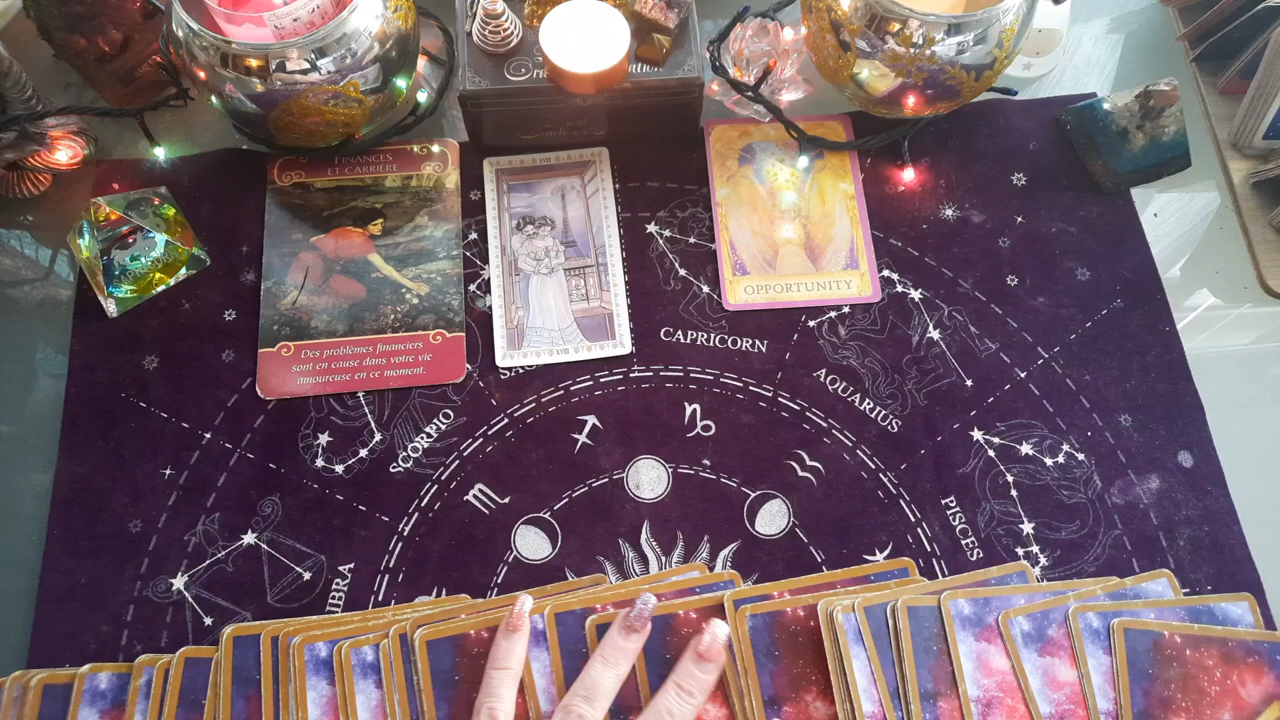 FINANCES
ET CARRIÈRE
Des problèmes financiers
sont en cause dans votre vie
amoureuse en ce moment.
XVIII
XVIII
OPPORTUNITY
CAPRICORN
AQUARIUS
SCORPIO
PISCES
LIBRA